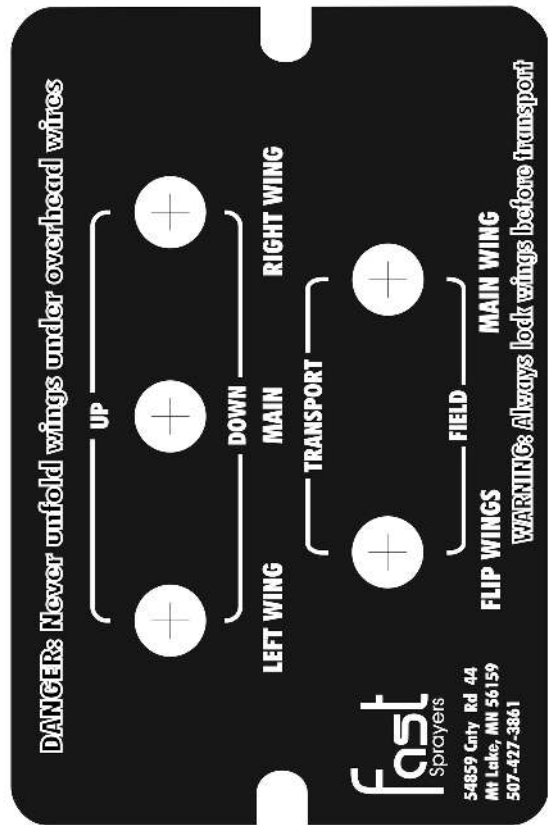 DANGER: Never unfold wings under overhead wires
UP
DOWN
LEFT WING MAIN RIGHT WING
TRANSPORT
FIELD
FLIP WINGS MAIN WING
WARNING: Always lock wings before transport
fast
Sprayers
54859 Cnty Rd 44
Mt Lake, MN 56159
507-427-3861